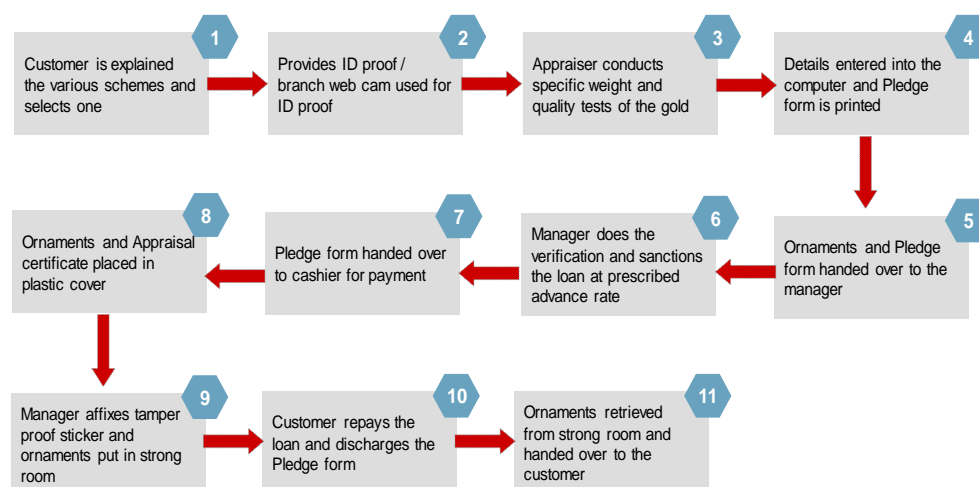 1
Customer is explained
the various schemes and
selects one
2
Provides ID proof /
branch web cam used for
ID proof
3
Appraiser conducts
specific weight and
quality tests of the gold
4
Details entered into the
computer and Pledge
form is printed
5
Ornaments and Pledge
form handed over to the
manager
6
Manager does the
verification and sanctions
the loan at prescribed
advance rate
7
Pledge form handed over
to cashier for payment
8
Ornaments and Appraisal
certificate placed in
plastic cover
9
Manager affixes tamper
proof sticker and
ornaments put in strong
room
10
Customer repays the
loan and discharges the
Pledge form
11
Ornaments retrieved
from strong room and
handed over to the
customer